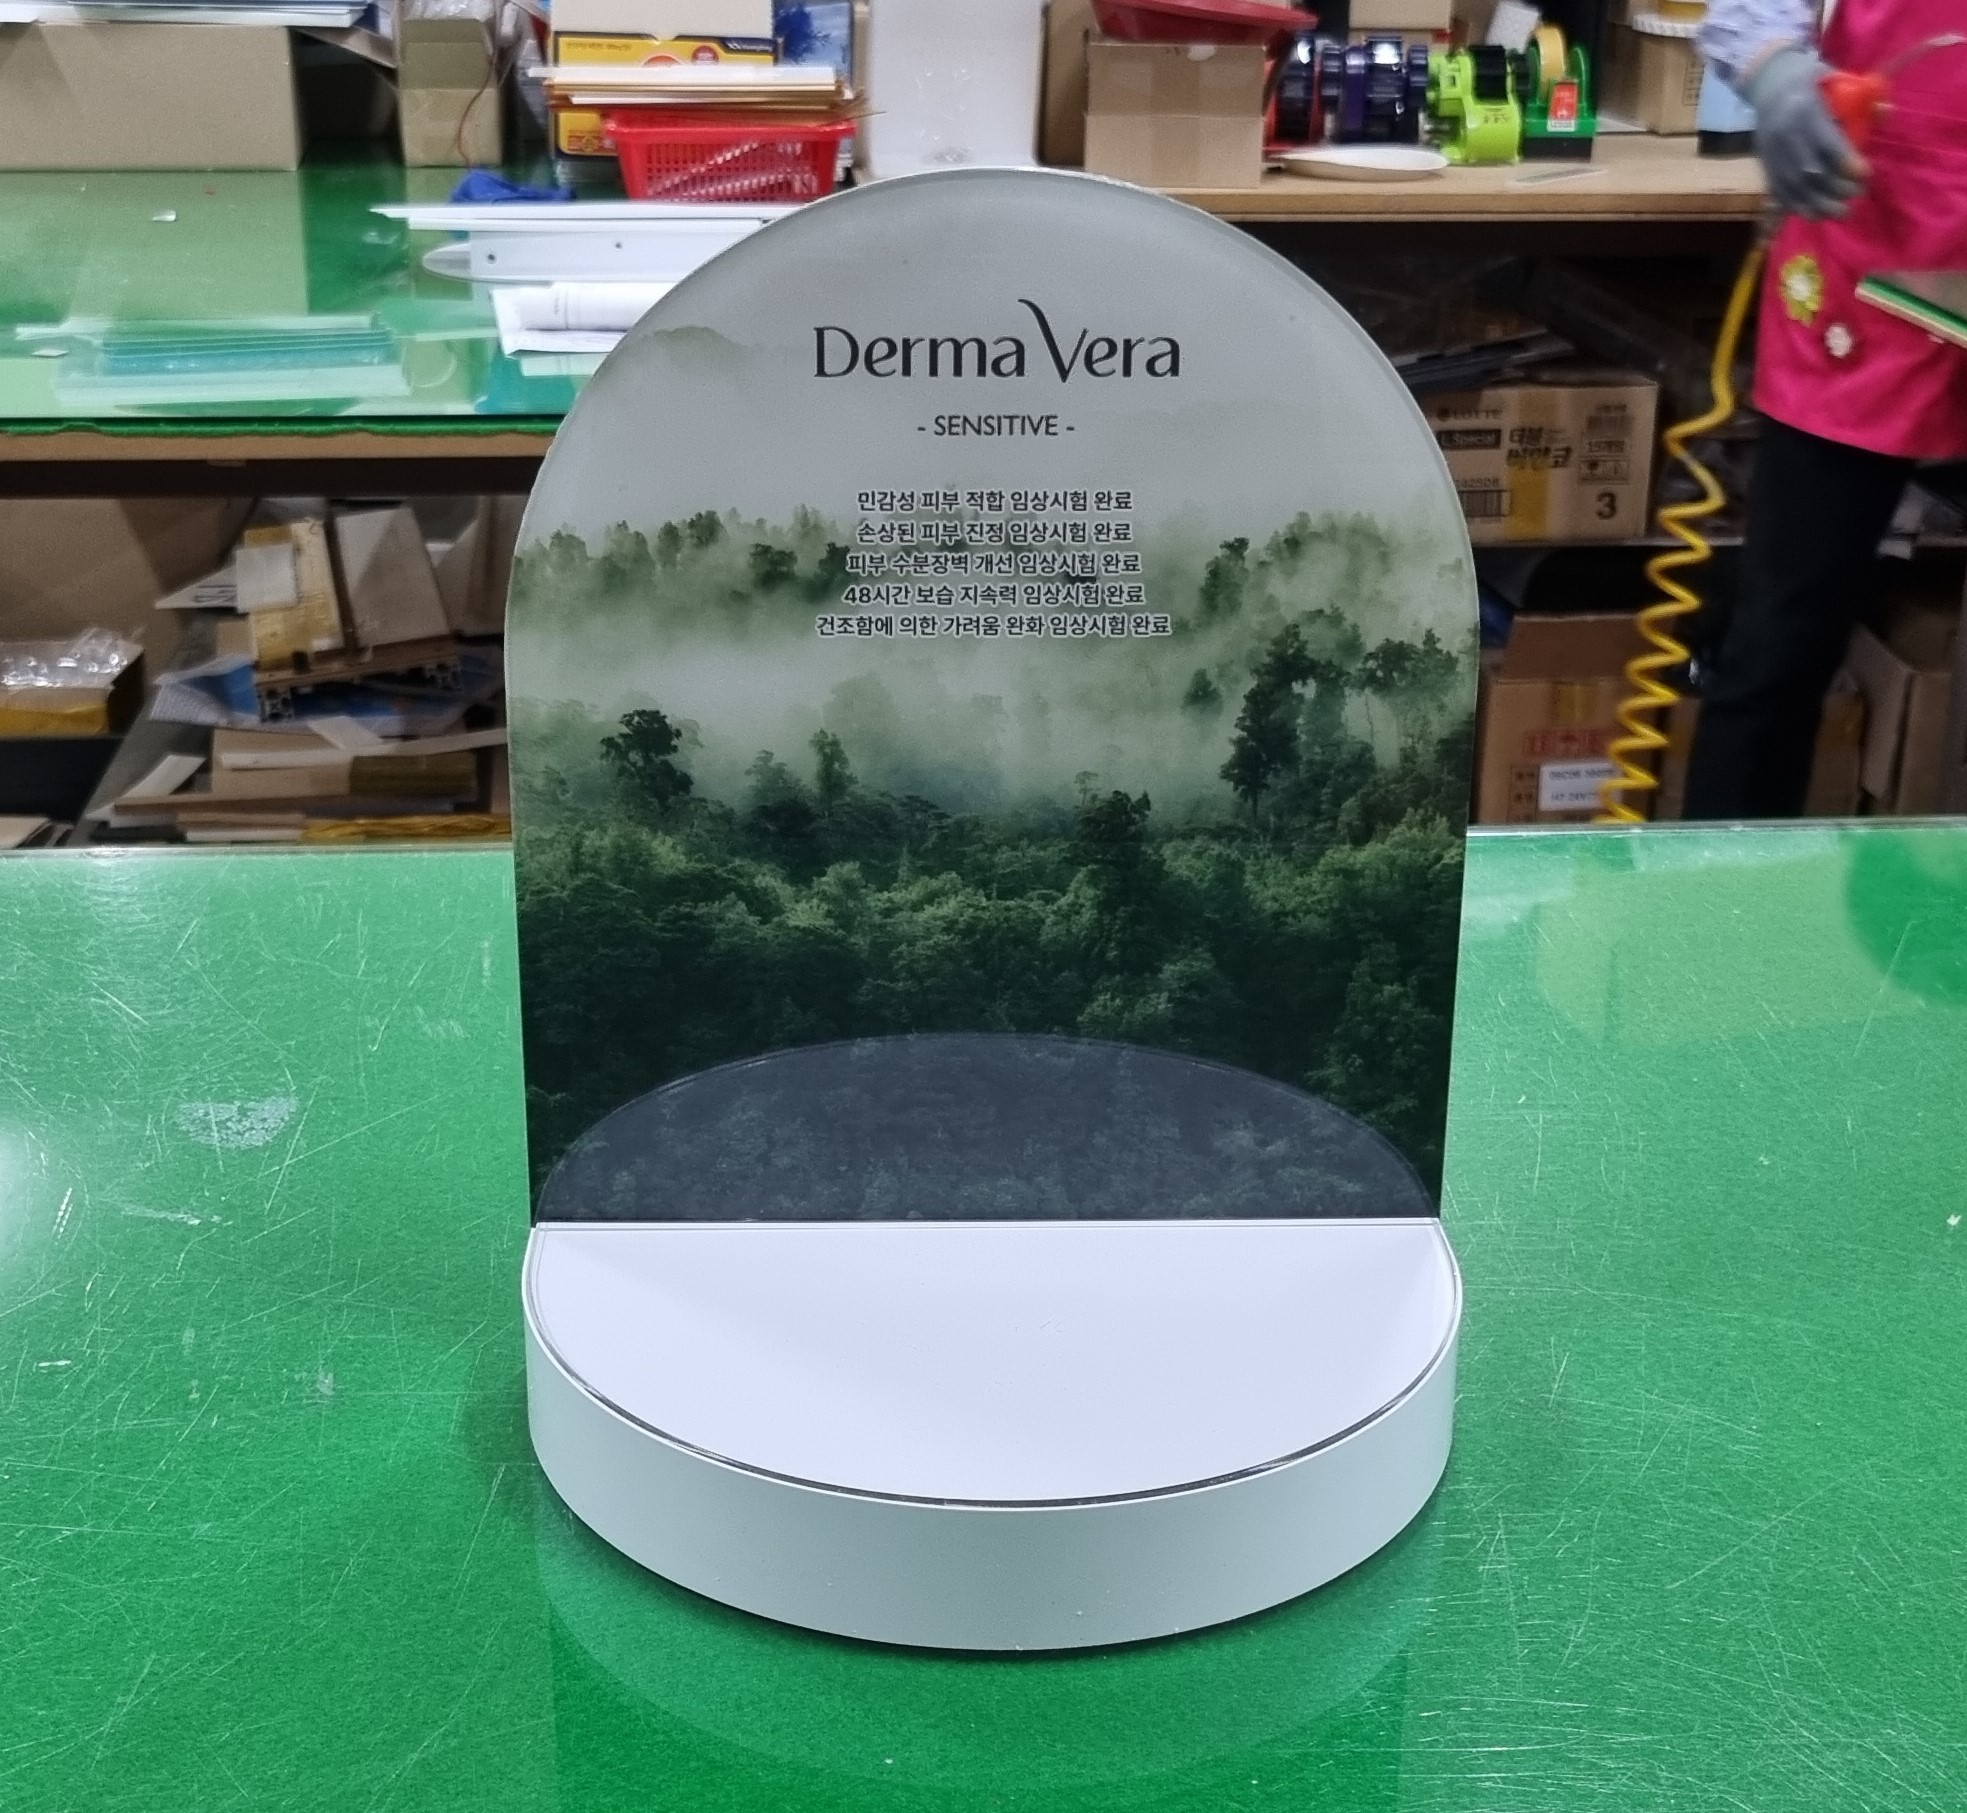 Derma Vera
- SENSITIVE -
민감성 피부 적합 임상시험 완료
손상된 피부 진정 임상시험 완료
피부 수분장벽 개선 임상시험 완료
48시간 보습 지속력 임상시험 완료
건조함에 의한 가려움 완화 임상시험 완료
LOTTE
3